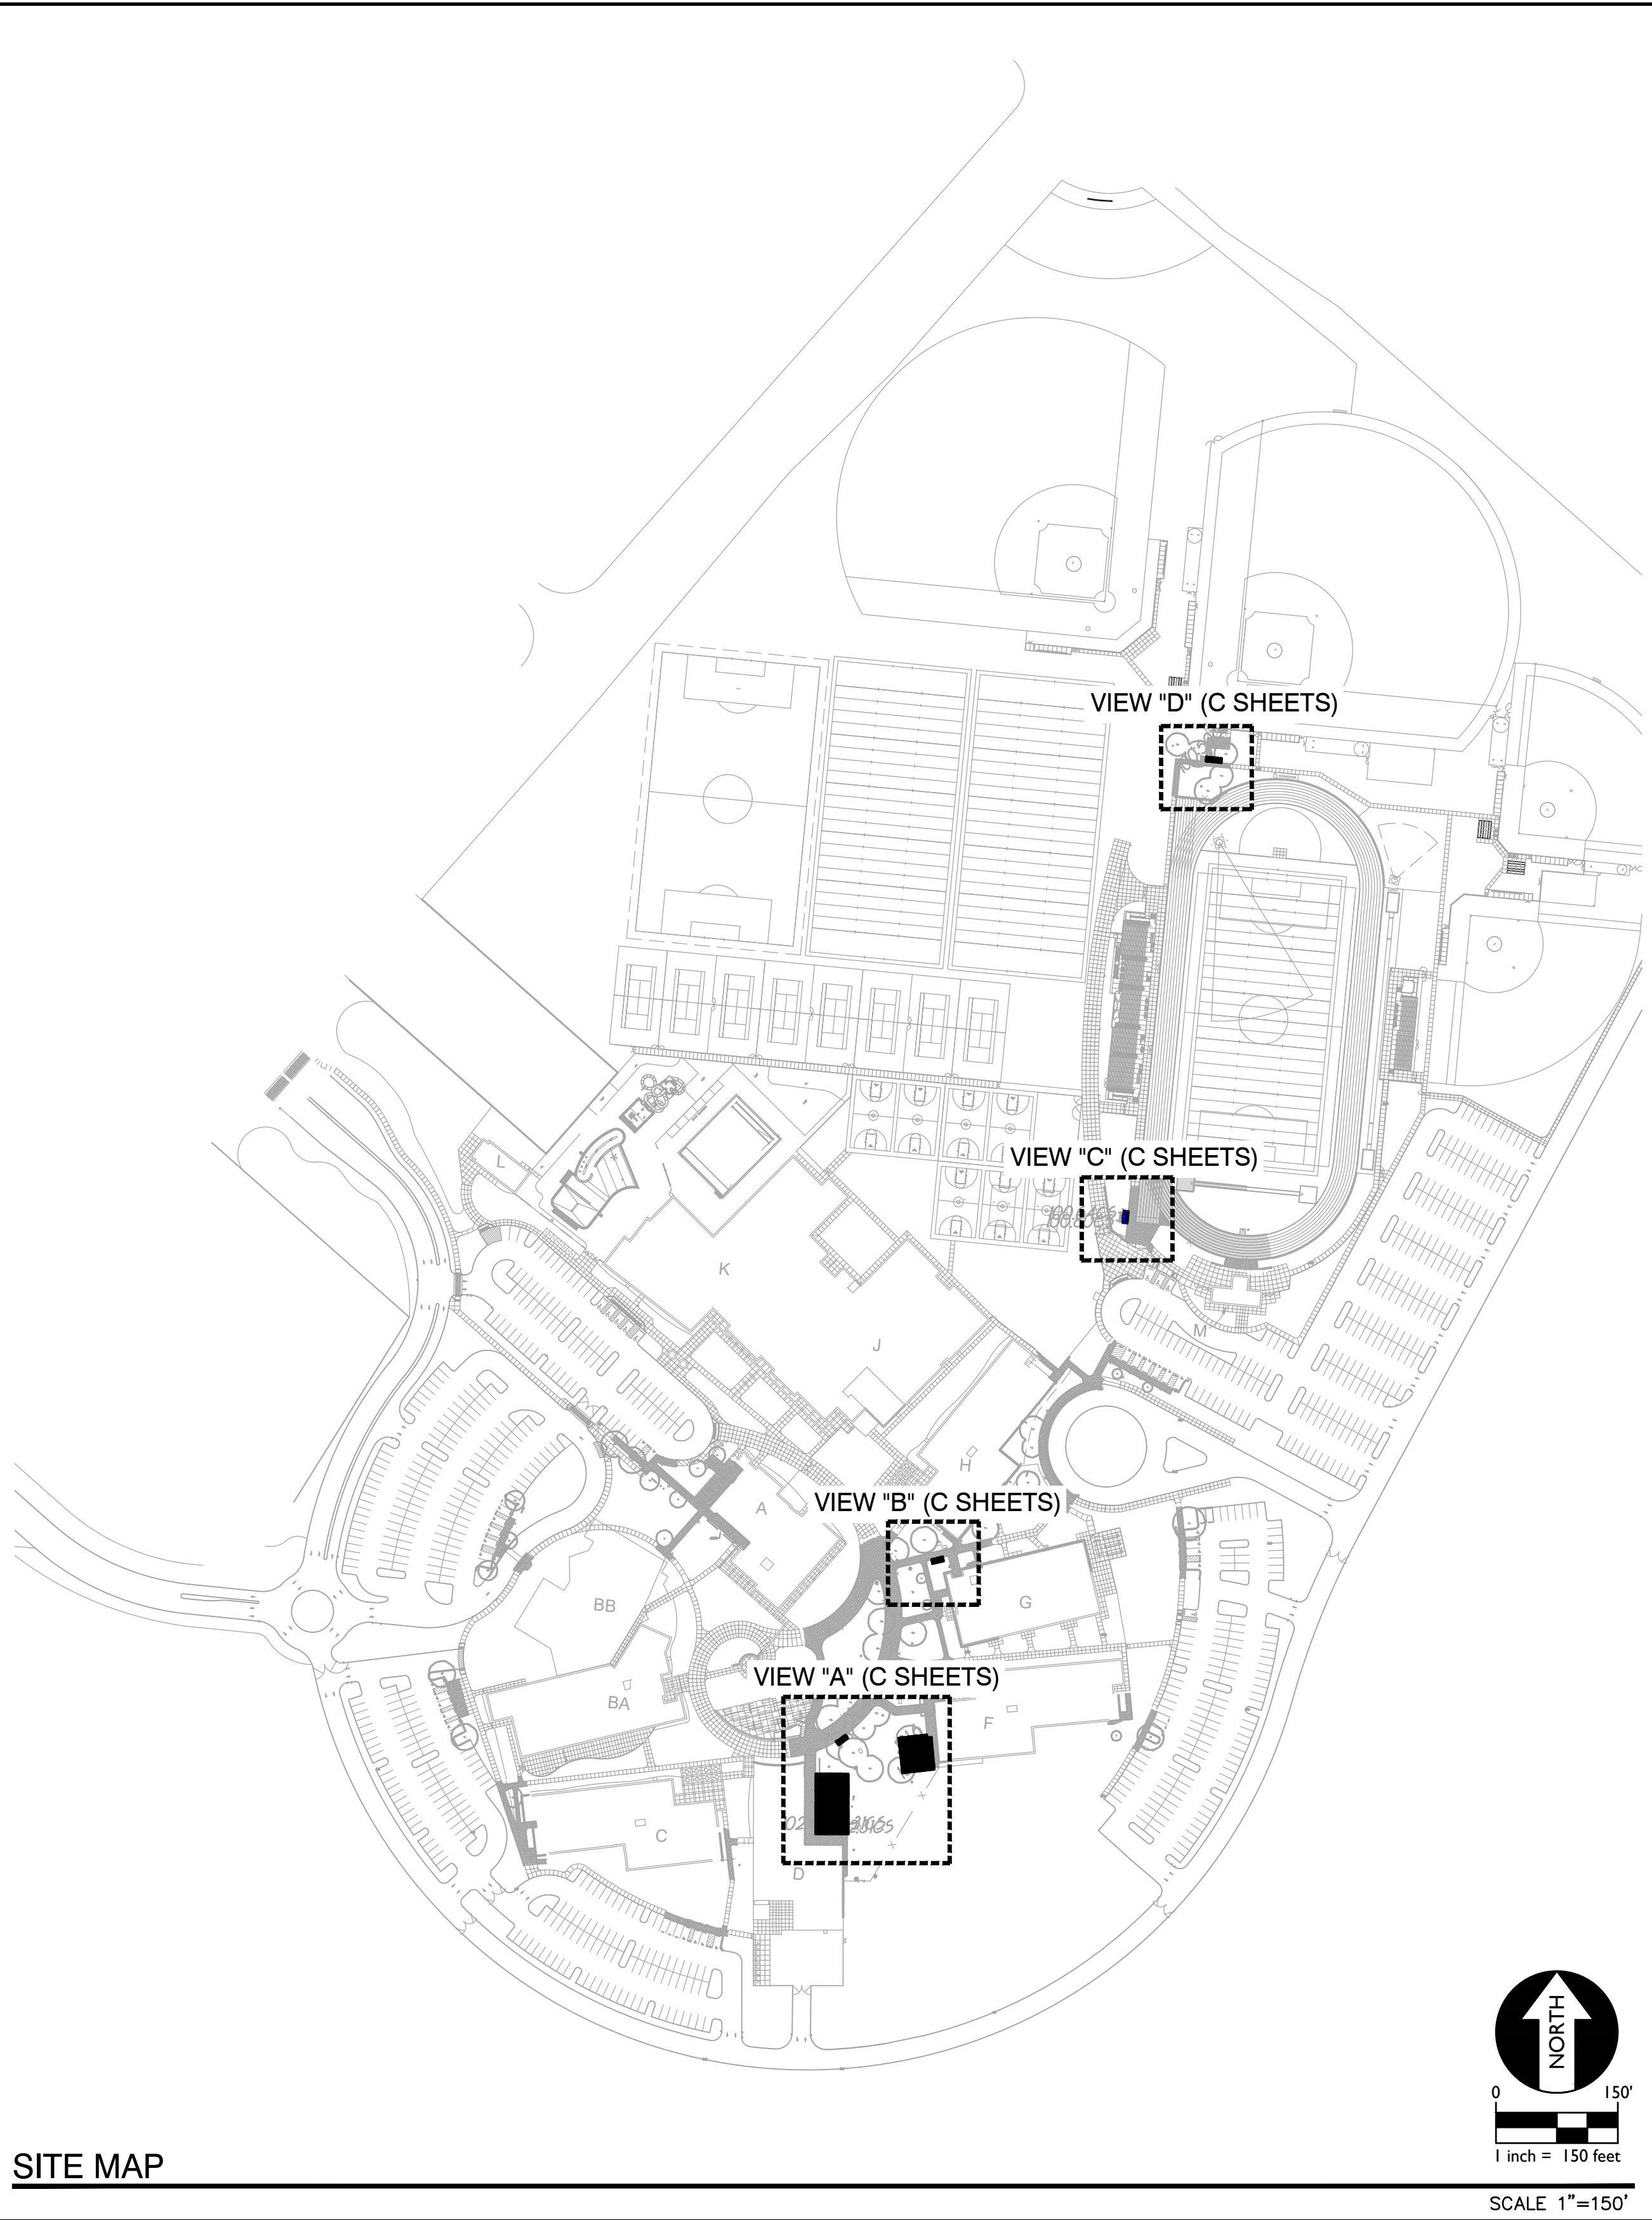 VIEW "D" (C SHEETS)
VIEW "C" (C SHEETS)
L
K
J
M
H
A
VIEW "B" (C SHEETS)
BB
G
VIEW "A" (C SHEETS)
BA
F
C
D
NORTH
0 150'
1 inch = 150 feet
SITE MAP
SCALE 1"=150'